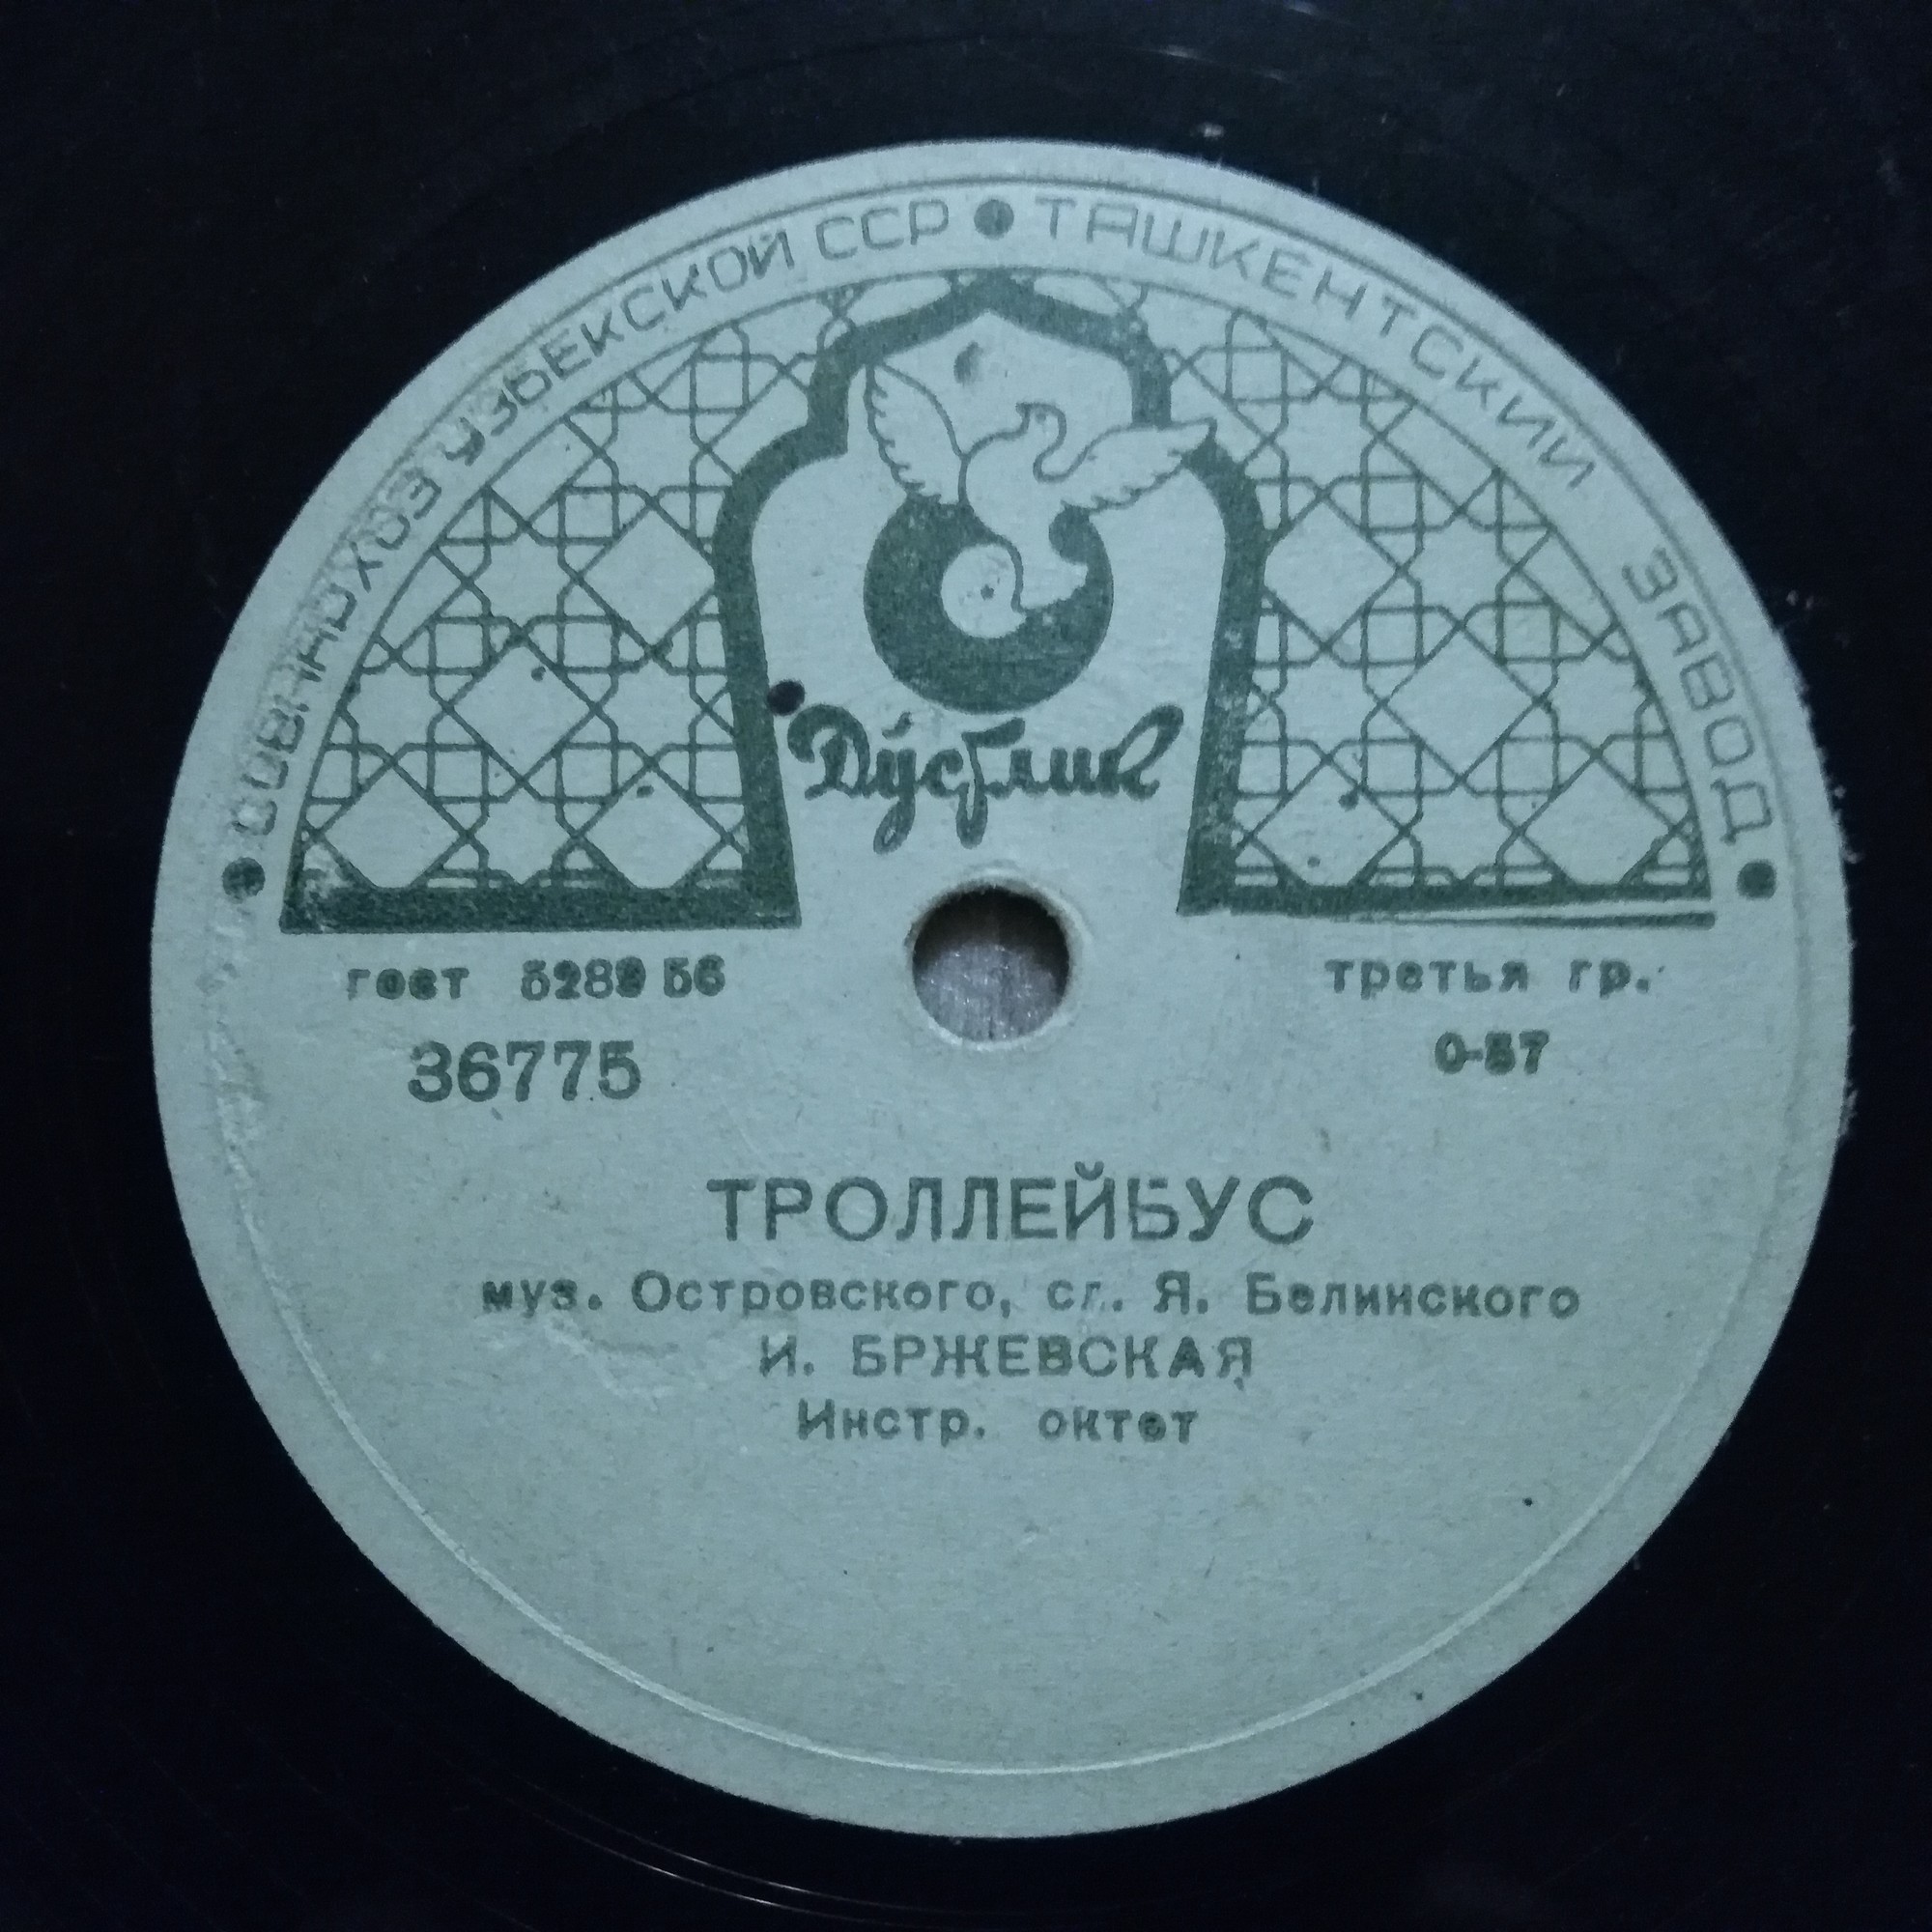 СОВНАРХОЗ УЗБЕКСКОЙ ССР ● ТАШКЕНТСКИЙ ЗАВОД
Дўстлик
гост 5289 56
третья гр.
36775
0-57
ТРОЛЛЕЙБУС
муз. Островского, сл. Я. Белинского
И. БРЖЕВСКАЯ
Инстр. октет